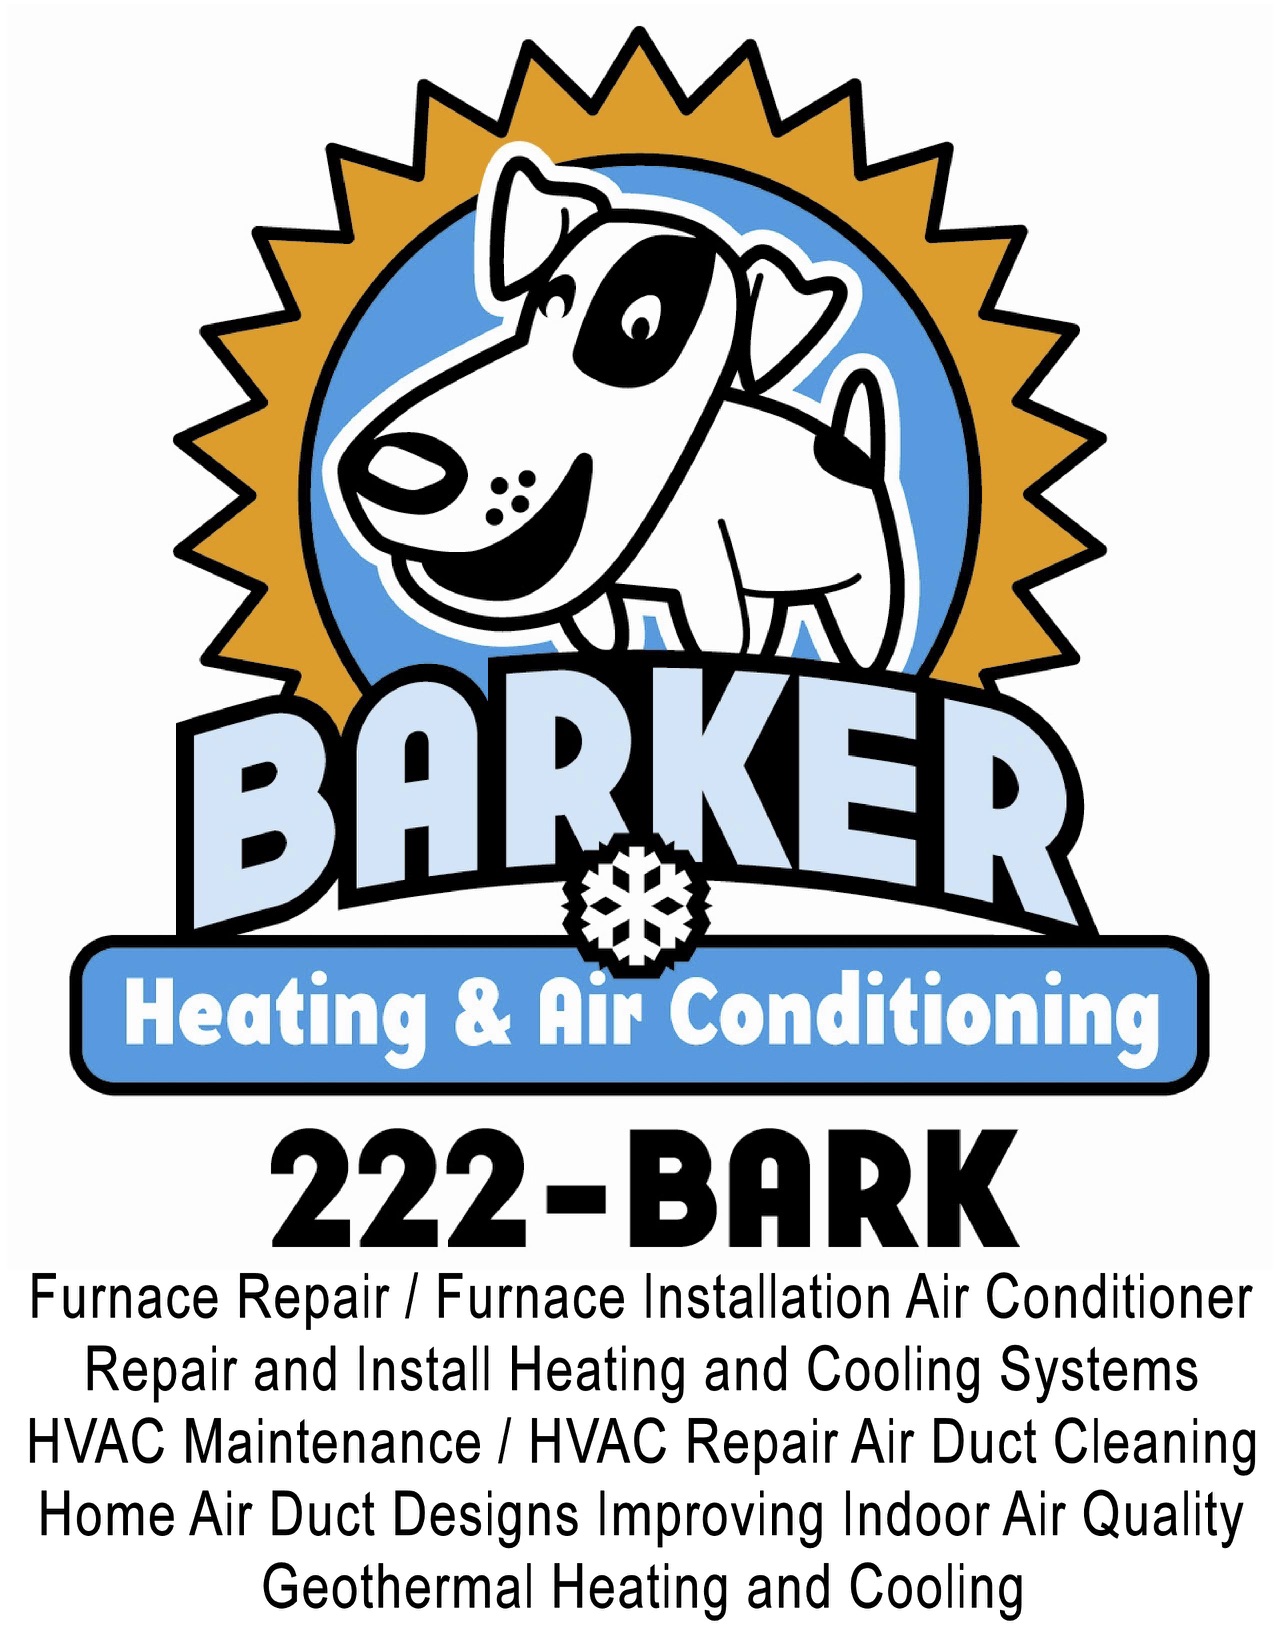 BARKER
Heating & Air Conditioning
222-BARK
Furnace Repair / Furnace Installation Air Conditioner
Repair and Install Heating and Cooling Systems
HVAC Maintenance / HVAC Repair Air Duct Cleaning
Home Air Duct Designs Improving Indoor Air Quality
Geothermal Heating and Cooling